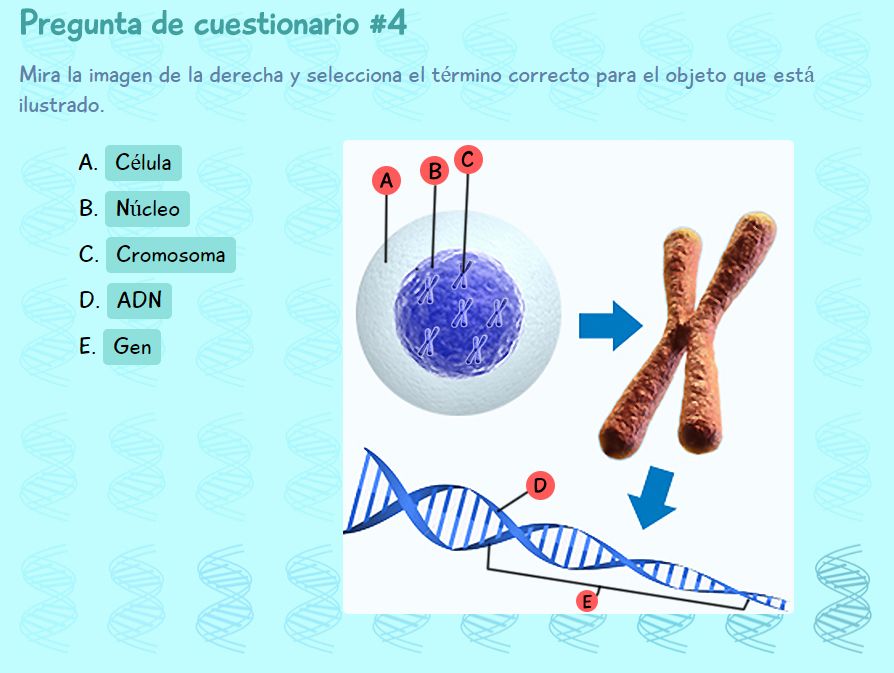 Pregunta de cuestionario #4
Mira la imagen de la derecha y selecciona el término correcto para el objeto que está
ilustrado.
A. Célula
B. Núcleo
C. Cromosoma
D. ADN
E. Gen
A
B
C
D
E